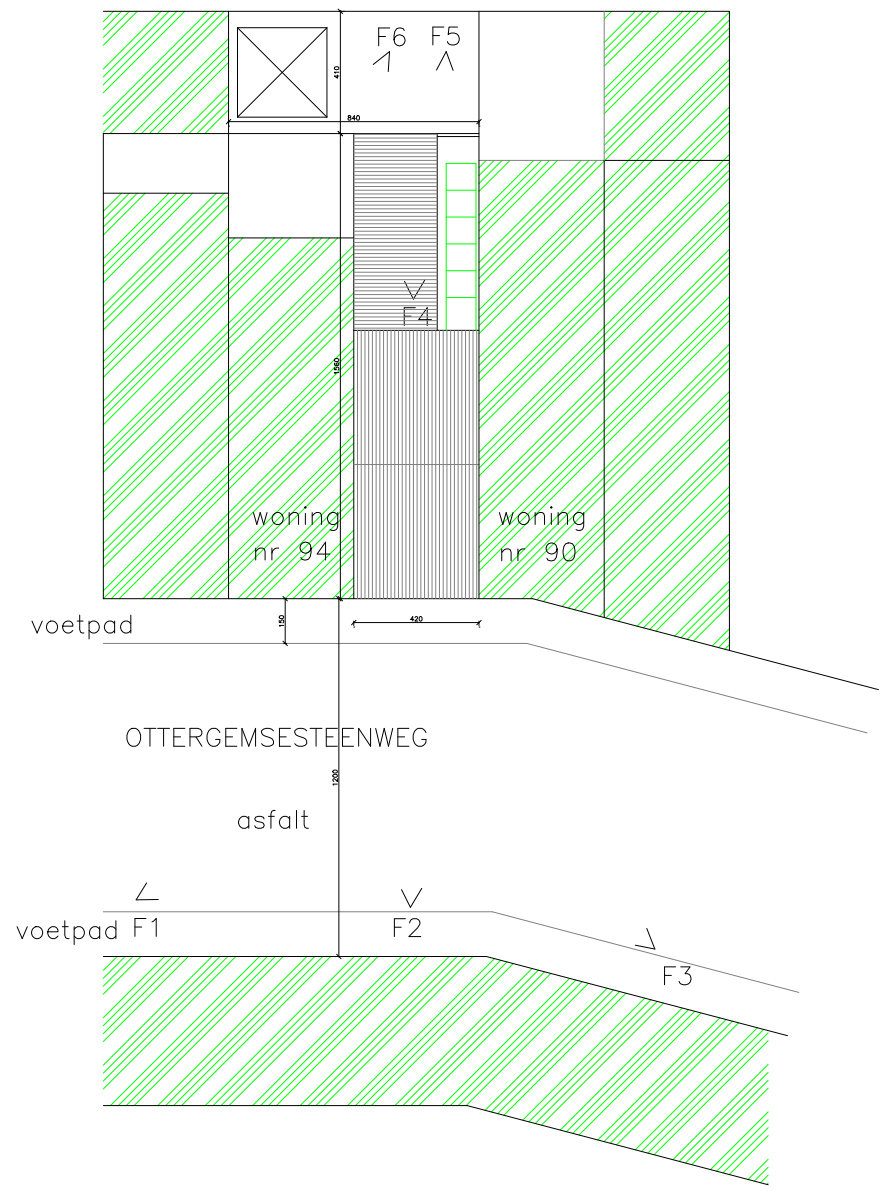 F6 F5
410
840
F4
1560
woning
nr 94
woning
nr 90
150
420
voetpad
OTTERGEMSESTEENWEG
1200
asfalt
voetpad F1
F2
F3